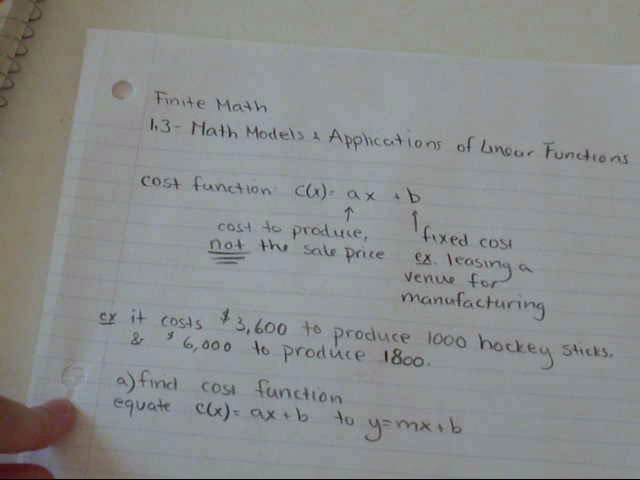 Finite Math
1.3 - Math Models & Applications of Linear Functions
cost function: c(x) = ax + b
↑ ↑
cost to produce, fixed cost
not the sale price ex. leasing a
venue for
manufacturing
ex it costs $3,600 to produce 1000 hockey sticks.
& $6,000 to produce 1800.
a) find cost function
equate c(x) = ax + b to y = mx + b